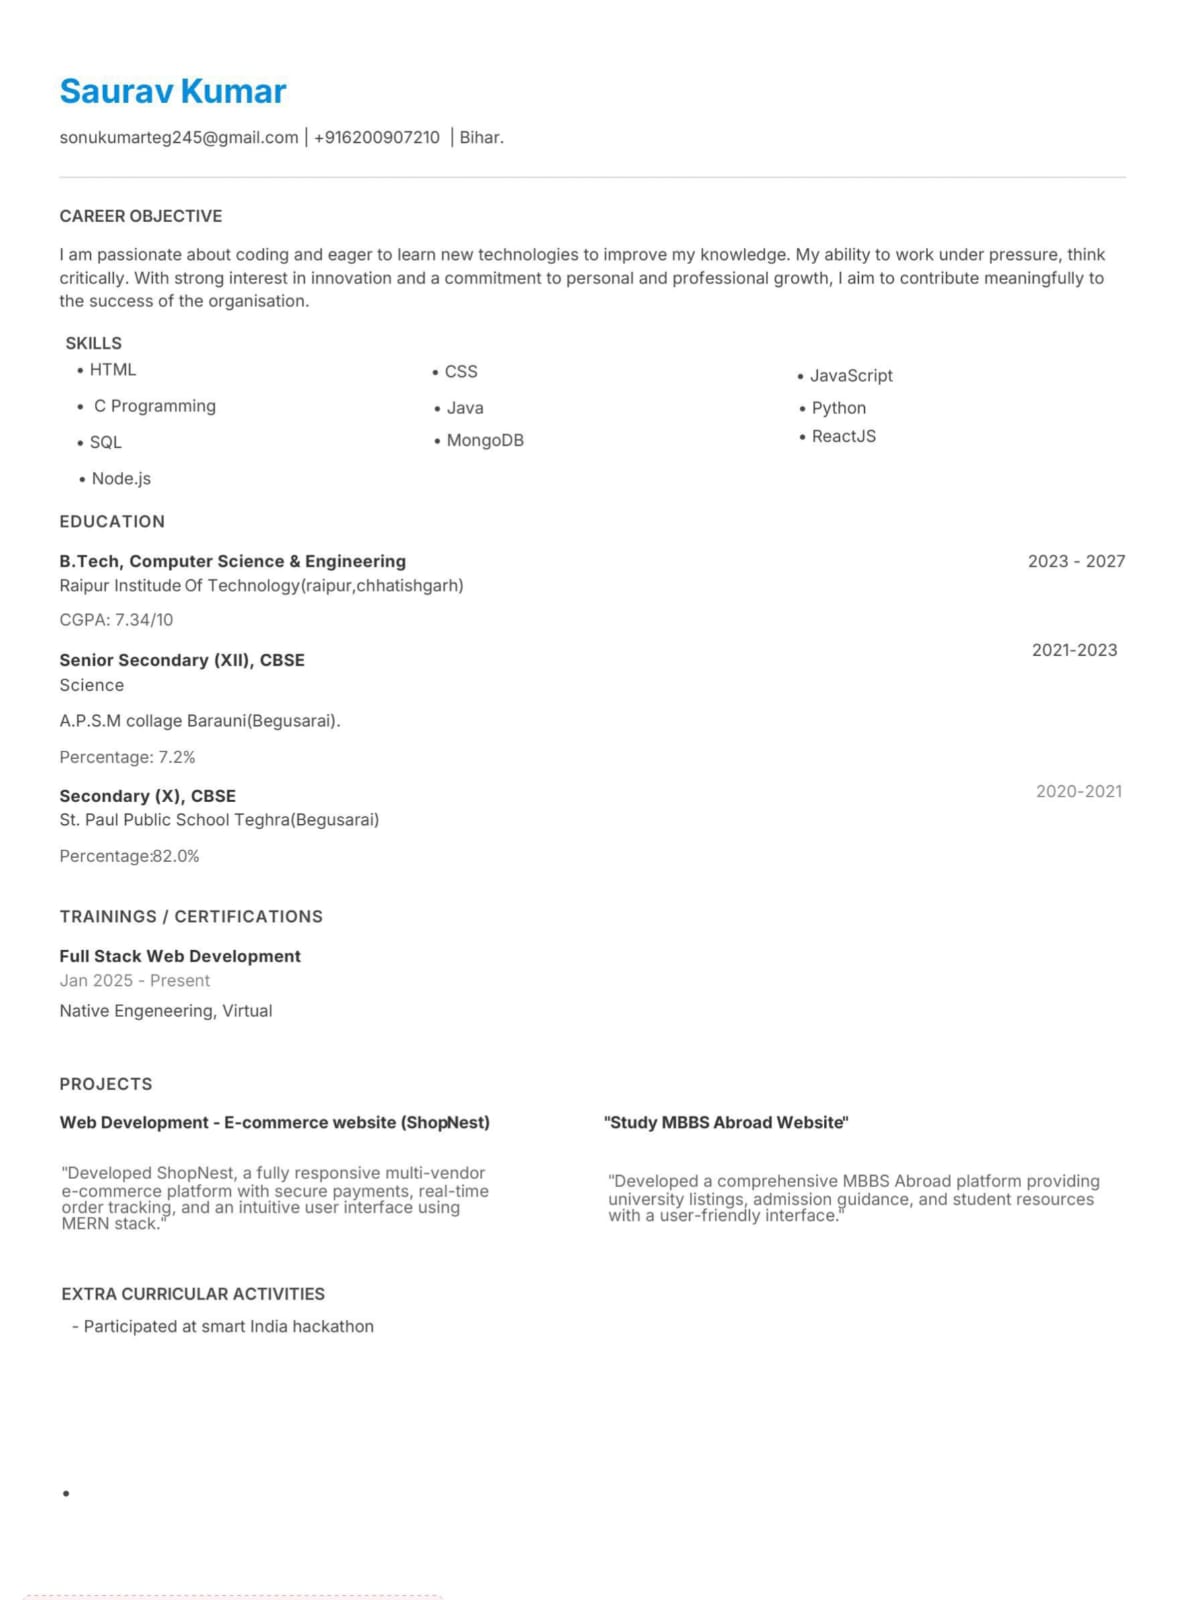 Saurav Kumar
sonukumarteg245@gmail.com | +916200907210 | Bihar.
CAREER OBJECTIVE
I am passionate about coding and eager to learn new technologies to improve my knowledge. My ability to work under pressure, think
critically. With strong interest in innovation and a commitment to personal and professional growth, I aim to contribute meaningfully to
the success of the organisation.
SKILLS
• HTML
• CSS
• JavaScript
• C Programming
• Java
• Python
• SQL
• MongoDB
• ReactJS
• Node.js
EDUCATION
B.Tech, Computer Science & Engineering
2023 - 2027
Raipur Institude Of Technology(raipur,chhatishgarh)
CGPA: 7.34/10
Senior Secondary (XII), CBSE
2021-2023
Science
A.P.S.M collage Barauni(Begusarai).
Percentage: 7.2%
Secondary (X), CBSE
2020-2021
St. Paul Public School Teghra(Begusarai)
Percentage:82.0%
TRAININGS / CERTIFICATIONS
Full Stack Web Development
Jan 2025 - Present
Native Engeneering, Virtual
PROJECTS
Web Development - E-commerce website (ShopNest)
"Developed ShopNest, a fully responsive multi-vendor
e-commerce platform with secure payments, real-time
order tracking, and an intuitive user interface using
MERN stack."
"Study MBBS Abroad Website"
"Developed a comprehensive MBBS Abroad platform providing
university listings, admission guidance, and student resources
with a user-friendly interface."
EXTRA CURRICULAR ACTIVITIES
- Participated at smart India hackathon
•